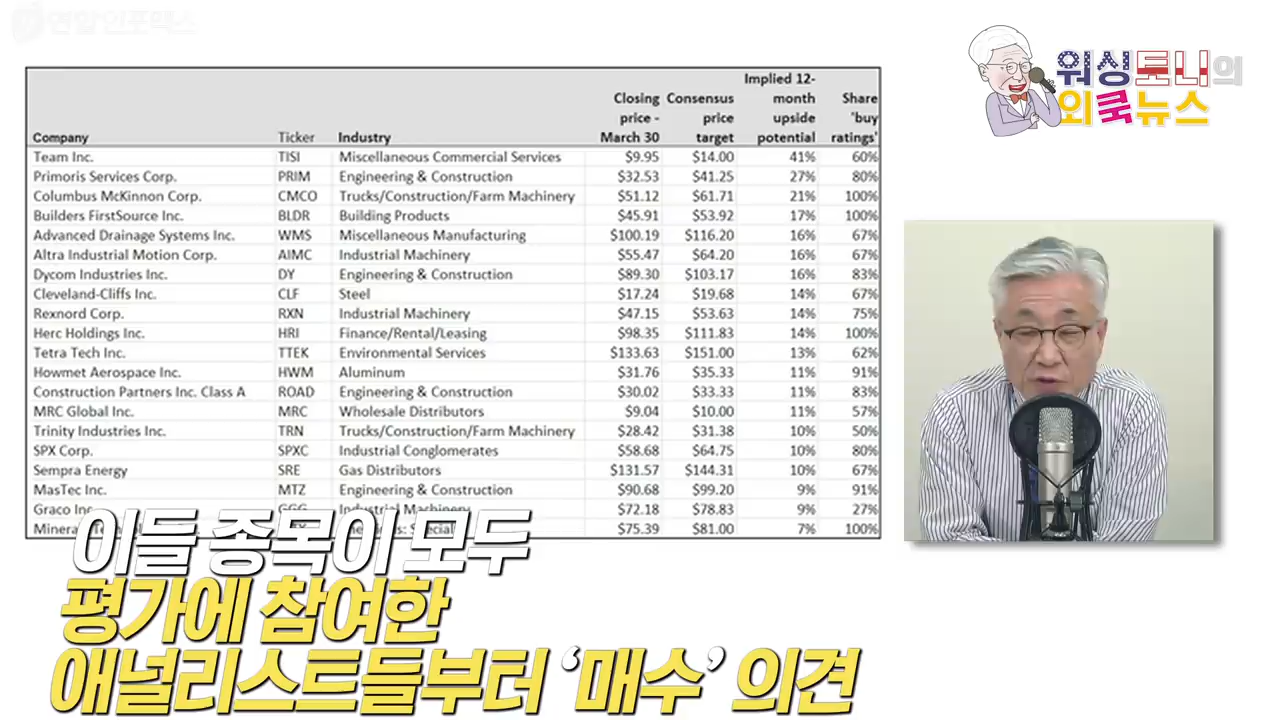 연합인포맥스
워싱토니의
외쿡뉴스
Company Ticker Industry Closing price - March 30 Consensus price target Implied 12-month upside potential Share 'buy ratings'
Team Inc. TISI Miscellaneous Commercial Services $9.95 $14.00 41% 60%
Primoris Services Corp. PRIM Engineering & Construction $32.53 $41.25 27% 80%
Columbus McKinnon Corp. CMCO Trucks/Construction/Farm Machinery $51.12 $61.71 21% 100%
Builders FirstSource Inc. BLDR Building Products $45.91 $53.92 17% 100%
Advanced Drainage Systems Inc. WMS Miscellaneous Manufacturing $100.19 $116.20 16% 67%
Altra Industrial Motion Corp. AIMC Industrial Machinery $55.47 $64.20 16% 67%
Dycom Industries Inc. DY Engineering & Construction $89.30 $103.17 16% 83%
Cleveland-Cliffs Inc. CLF Steel $17.24 $19.68 14% 67%
Rexnord Corp. RXN Industrial Machinery $47.15 $53.63 14% 75%
Herc Holdings Inc. HRI Finance/Rental/Leasing $98.35 $111.83 14% 100%
Tetra Tech Inc. TTEK Environmental Services $133.63 $151.00 13% 62%
Howmet Aerospace Inc. HWM Aluminum $31.76 $35.33 11% 91%
Construction Partners Inc. Class A ROAD Engineering & Construction $30.02 $33.33 11% 83%
MRC Global Inc. MRC Wholesale Distributors $9.04 $10.00 11% 57%
Trinity Industries Inc. TRN Trucks/Construction/Farm Machinery $28.42 $31.38 10% 50%
SPX Corp. SPXC Industrial Conglomerates $58.68 $64.75 10% 80%
Sempra Energy SRE Gas Distributors $131.57 $144.31 10% 67%
MasTec Inc. MTZ Engineering & Construction $90.68 $99.20 9% 91%
Graco Inc. GGG Industrial Machinery $72.18 $78.83 9% 27%
$75.39 $81.00 7% 100%
이들 종목이 모두
평가에 참여한
애널리스트들부터 ‘매수’ 의견